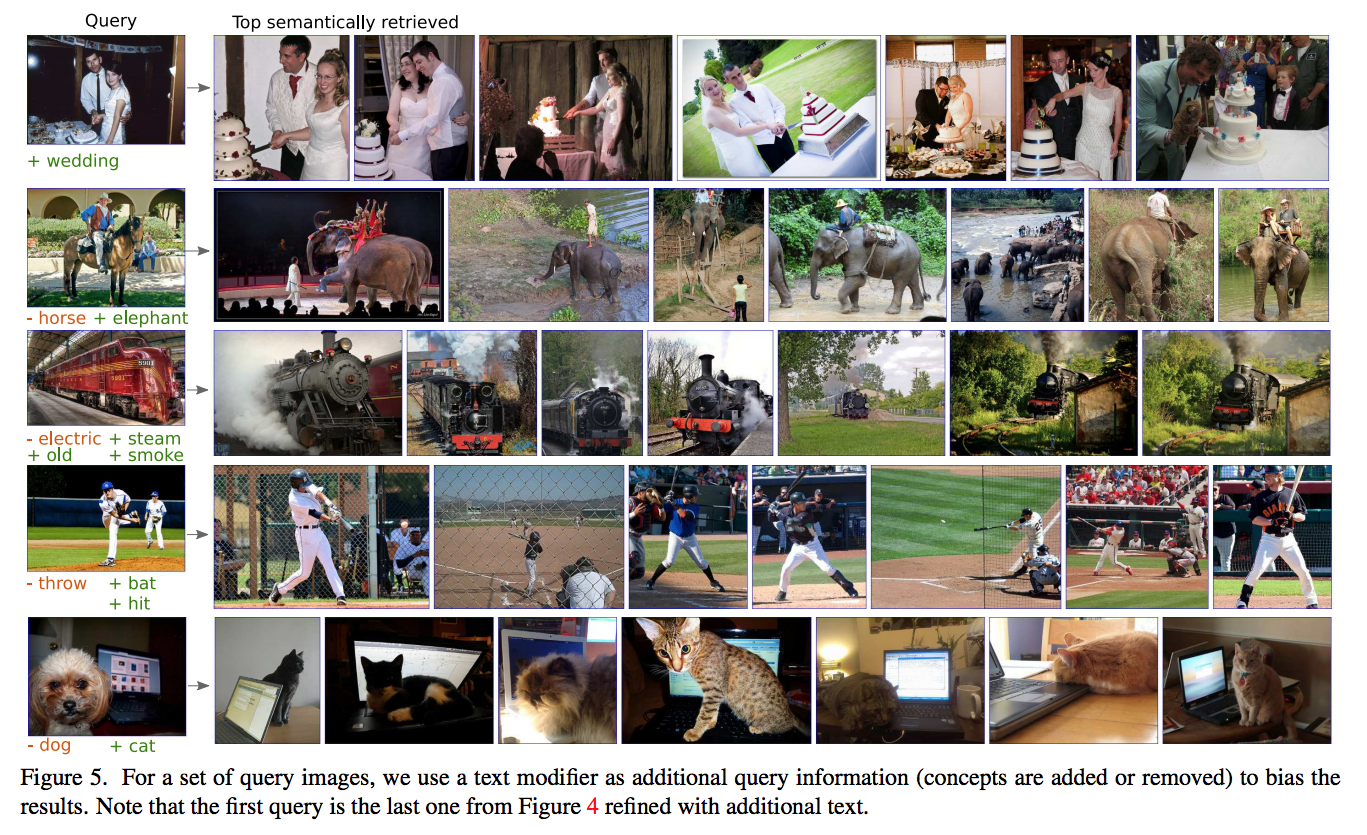 Query
Top semantically retrieved
+ wedding
- horse + elephant
- electric + steam
+ old + smoke
- throw + bat
+ hit
- dog + cat
5901
GIANTS
Figure 5. For a set of query images, we use a text modifier as additional query information (concepts are added or removed) to bias the
results. Note that the first query is the last one from Figure 4 refined with additional text.